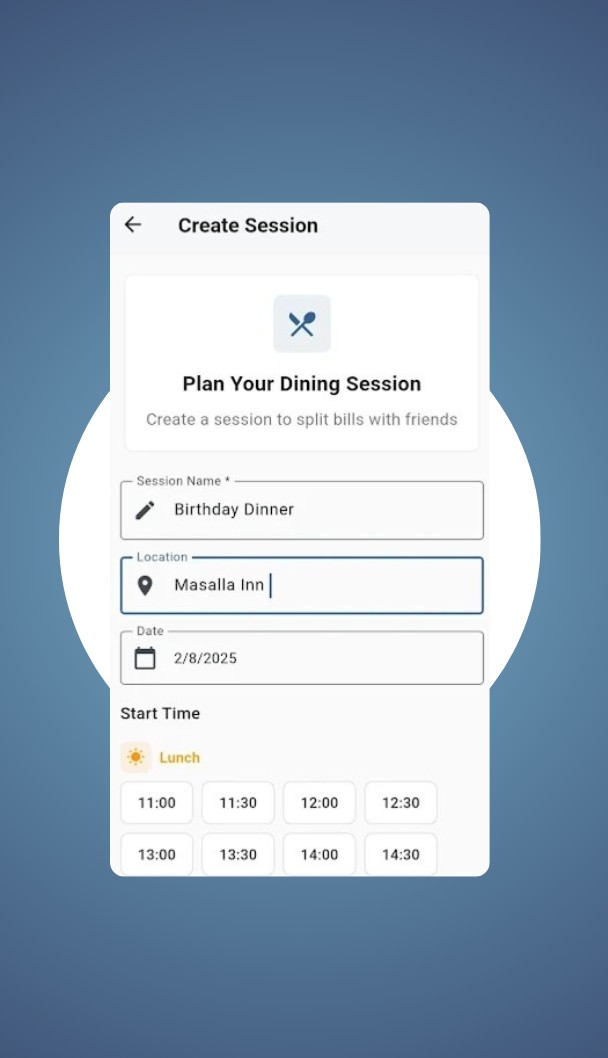 Create Session
Plan Your Dining Session
Create a session to split bills with friends
Session Name *
Birthday Dinner
Location
Masalla Inn
Date
2/8/2025
Start Time
Lunch
11:00 11:30 12:00 12:30
13:00 13:30 14:00 14:30